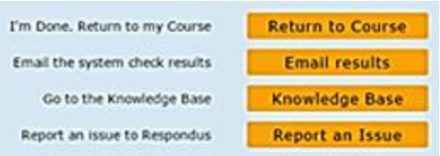 I'm Done, Return to my Course Return to Course
Email the system check results Email results
Go to the Knowledge Base Knowledge Base
Report an issue to Respondus Report an Issue